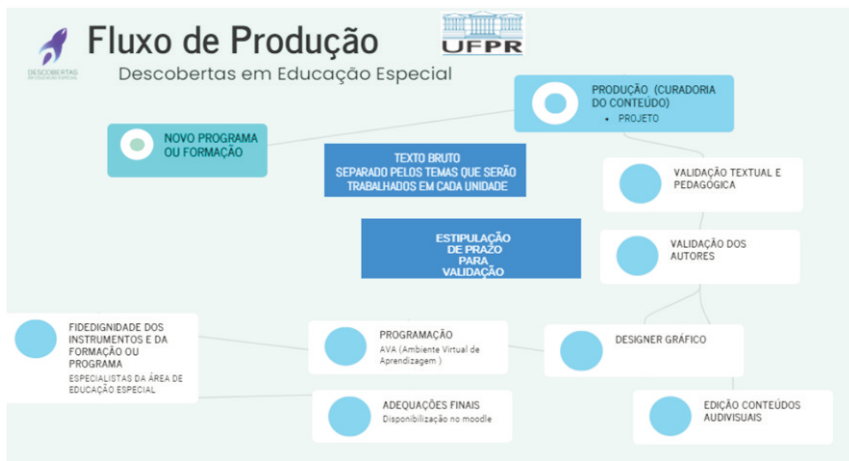 Fluxo de Produção
UFPR
DESCOBERTAS
EM EDUCAÇÃO ESPECIAL
Descobertas em Educação Especial
PRODUÇÃO (CURADORIA
DO CONTEÚDO)
• PROJETO
NOVO PROGRAMA
OU FORMAÇÃO
TEXTO BRUTO
SEPARADO PELOS TEMAS QUE SERÃO
TRABALHADOS EM CADA UNIDADE
VALIDAÇÃO TEXTUAL E
PEDAGÓGICA
ESTIPULAÇÃO
DE PRAZO
PARA
VALIDAÇÃO
VALIDAÇÃO DOS
AUTORES
FIDEDIGNIDADE DOS
INSTRUMENTOS E DA
FORMAÇÃO OU
PROGRAMA
ESPECIALISTAS DA ÁREA DE
EDUCAÇÃO ESPECIAL
PROGRAMAÇÃO
AVA (Ambiente Virtual de
Aprendizagem )
DESIGNER GRÁFICO
ADEQUAÇÕES FINAIS
Disponibilização no moodle
EDIÇÃO CONTEÚDOS
AUDIVISUAIS